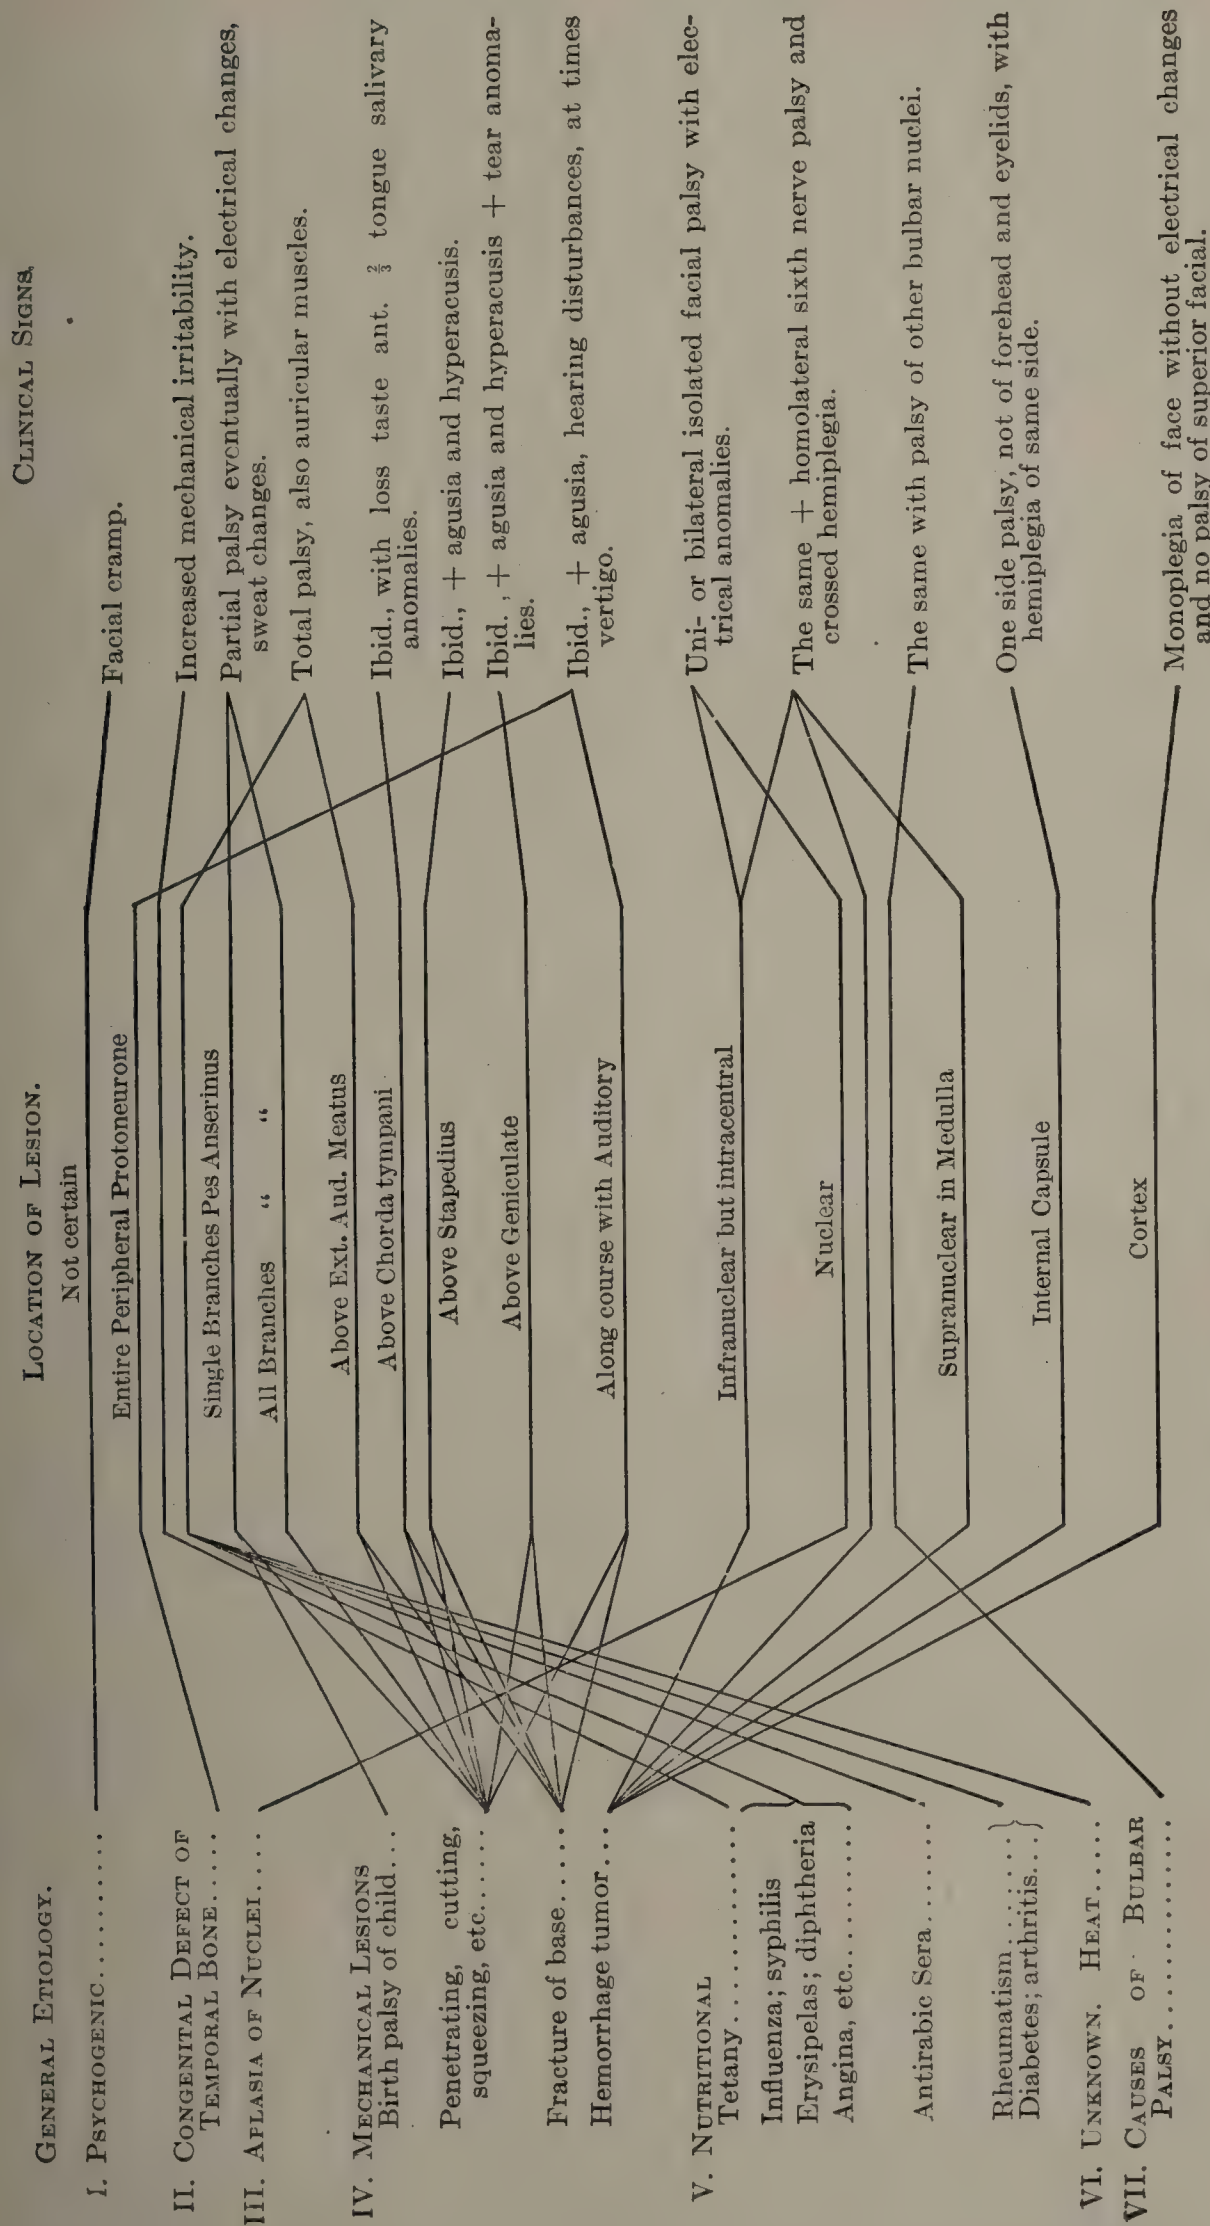 GENERAL ETIOLOGY.
I. PSYCHOGENIC..........
II. CONGENITAL DEFECT OF
TEMPORAL BONE.....
III. APLASIA OF NUCLEI....
IV. MECHANICAL LESIONS
Birth palsy of child...
Penetrating, cutting,
squeezing, etc......
Fracture of base.....
Hemorrhage tumor...
V. NUTRITIONAL
Tetany............
Influenza; syphilis
Erysipelas; diphtheria
Angina, etc..........
Antirabic Sera.......
Rheumatism........
Diabetes; arthritis....
VI. UNKNOWN. HEAT.....
VII. CAUSES OF BULBAR
PALSY..............
LOCATION OF LESION.
Not certain
Entire Peripheral Protoneurone
Single Branches Pes Anserinus
All Branches “ “
Above Ext. Aud. Meatus
Above Chorda tympani
Above Stapedius
Above Geniculate
Along course with Auditory
Infranuclear but intracentral
Nuclear
Supranuclear in Medulla
Internal Capsule
Cortex
CLINICAL SIGNS.
Facial cramp.
Increased mechanical irritability.
Partial palsy eventually with electrical changes,
sweat changes.
Total palsy, also auricular muscles.
Ibid., with loss taste ant. ⅔ tongue salivary
anomalies.
Ibid., + agusia and hyperacusis.
Ibid., + agusia and hyperacusis + tear anoma-
lies.
Ibid., + agusia, hearing disturbances, at times
vertigo.
Uni- or bilateral isolated facial palsy with elec-
trical anomalies.
The same + homolateral sixth nerve palsy and
crossed hemiplegia.
The same with palsy of other bulbar nuclei.
One side palsy, not of forehead and eyelids, with
hemiplegia of same side.
Monoplegia of face without electrical changes
and no palsy of superior facial.